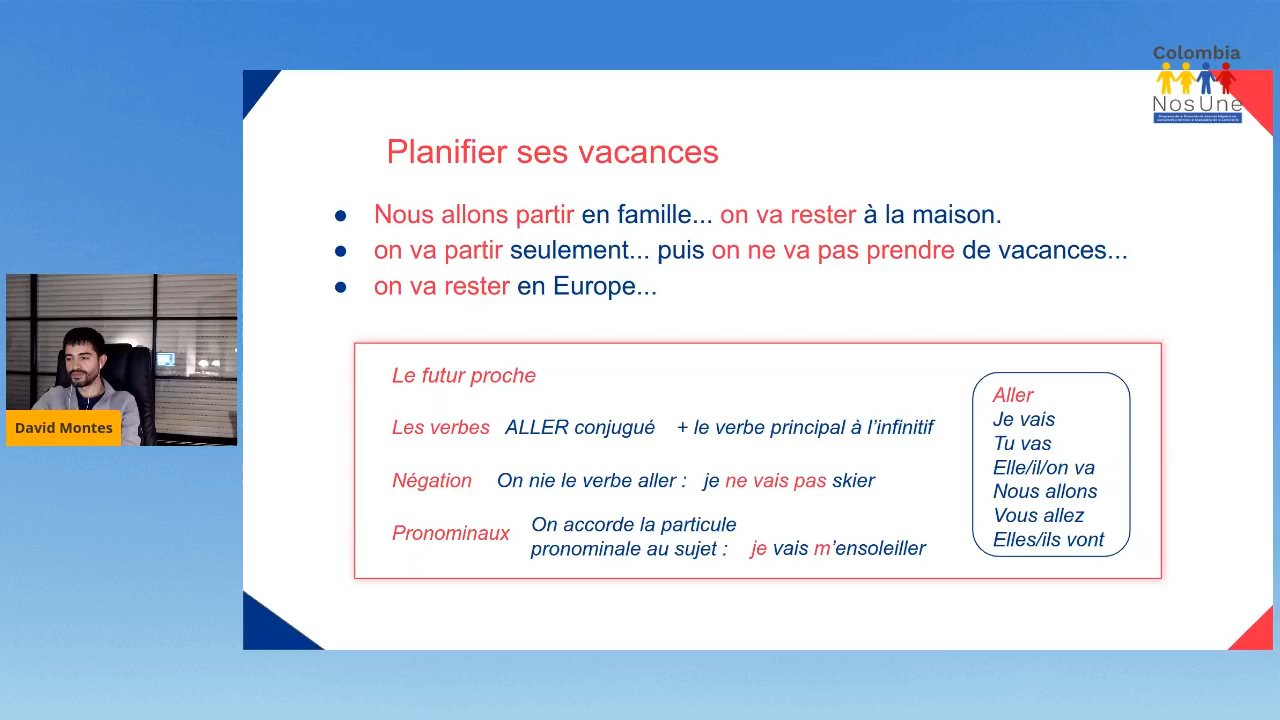 Colombia
NosUne
Planifier ses vacances
● Nous allons partir en famille... on va rester à la maison.
● on va partir seulement... puis on ne va pas prendre de vacances...
● on va rester en Europe...
Le futur proche
Les verbes ALLER conjugué + le verbe principal à l'infinitif
Négation On nie le verbe aller : je ne vais pas skier
Pronominaux On accorde la particule
pronominale au sujet : je vais m'ensoleiller
Aller
Je vais
Tu vas
Elle/il/on va
Nous allons
Vous allez
Elles/ils vont
David Montes